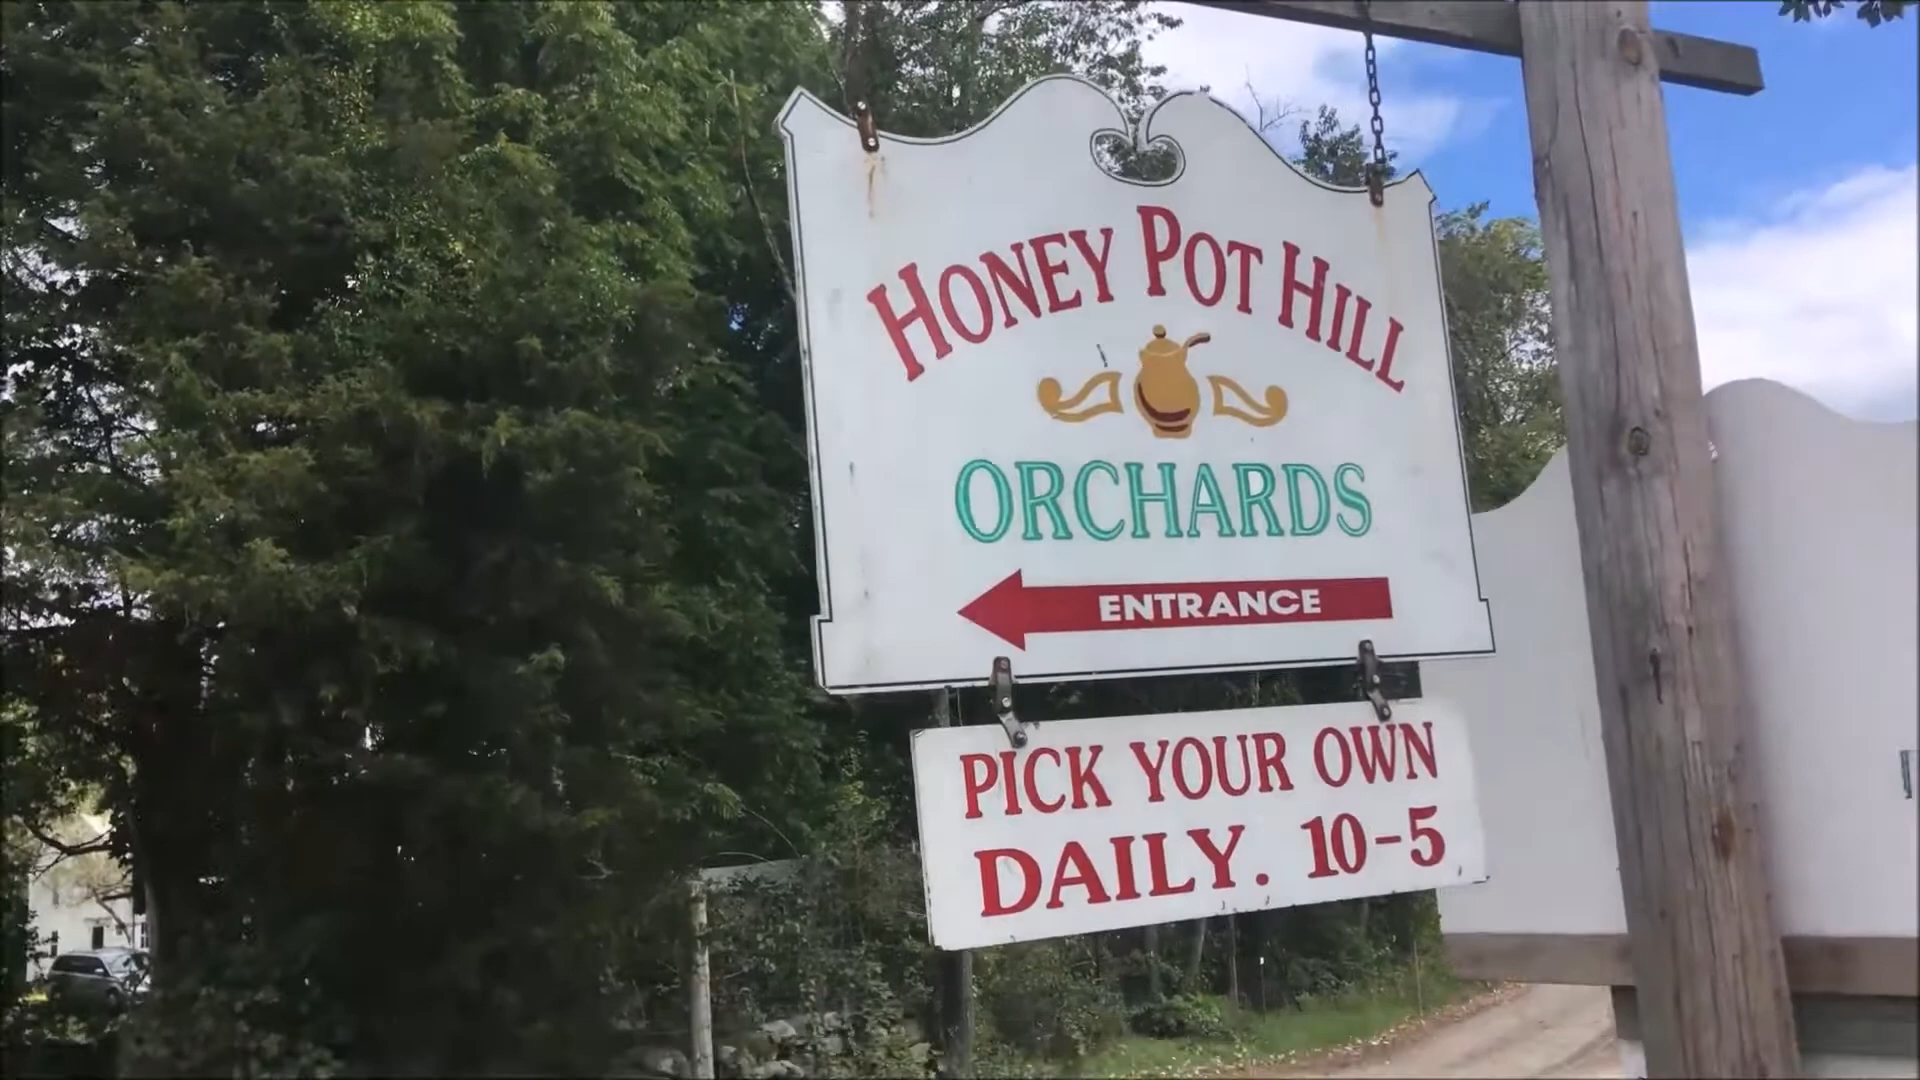 HONEY POT HILL
ORCHARDS
ENTRANCE
PICK YOUR OWN
DAILY. 10-5